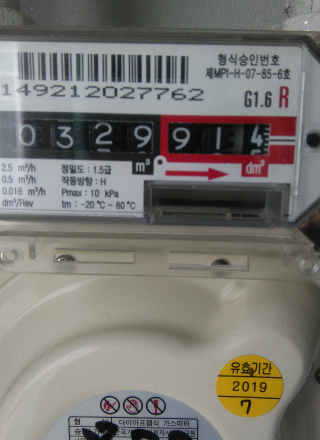 형식승인번호
제MPI-H-07-85-6호
149212027762
G1.6 R
0329914
m³
dm³
2.5 m³/h 정밀도 : 1.5급
0.5 m³/h 작동방향 : H
0.016 m³/h Pmax : 10 kPa
dm³/Rev tm : -20℃ ~ 60℃
유효기간
2019
7
다이아프램식 가스미터